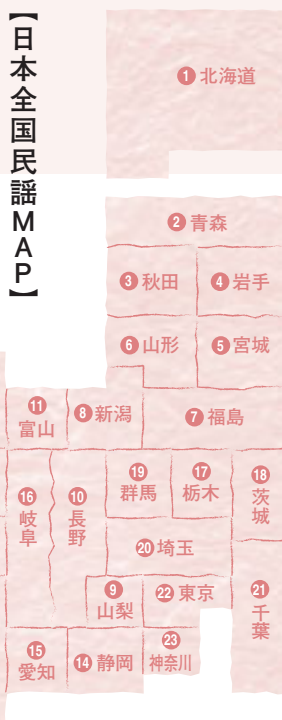 【日本全国民謡MAP】
1 北海道
2 青森
3 秋田
4 岩手
6 山形
5 宮城
11 富山
8 新潟
7 福島
16 岐阜
10 長野
19 群馬
17 栃木
18 茨城
20 埼玉
9 山梨
22 東京
21 千葉
15 愛知
14 静岡
23 神奈川